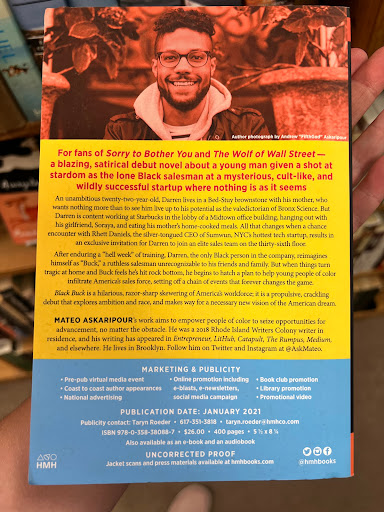 Author photograph by Andrew "FifthGod" Askaripour
For fans of Sorry to Bother You and The Wolf of Wall Street—
a blazing, satirical debut novel about a young man given a shot at
stardom as the lone Black salesman at a mysterious, cult-like, and
wildly successful startup where nothing is as it seems
An unambitious twenty-two-year-old, Darren lives in a Bed-Stuy brownstone with his mother, who
wants nothing more than to see him live up to his potential as the valedictorian of Bronx Science. But
Darren is content working at Starbucks in the lobby of a Midtown office building, hanging out with
his girlfriend, Soraya, and eating his mother's home-cooked meals. All that changes when a chance
encounter with Rhett Daniels, the silver-tongued CEO of Sumwun, NYC's hottest tech startup, results in
an exclusive invitation for Darren to join an elite sales team on the thirty-sixth floor.
After enduring a "hell week" of training, Darren, the only Black person in the company, reimagines
himself as "Buck," a ruthless salesman unrecognizable to his friends and family. But when things turn
tragic at home and Buck feels he's hit rock bottom, he begins to hatch a plan to help young people of color
infiltrate America's sales force, setting off a chain of events that forever changes the game.
Black Buck is a hilarious, razor-sharp skewering of America's workforce; it is a propulsive, crackling
debut that explores ambition and race, and makes way for a necessary new vision of the American dream.
MATEO ASKARIPOUR's work aims to empower people of color to seize opportunities for
advancement, no matter the obstacle. He was a 2018 Rhode Island Writers Colony writer in
residence, and his writing has appeared in Entrepreneur, LitHub, Catapult, The Rumpus, Medium,
and elsewhere. He lives in Brooklyn. Follow him on Twitter and Instagram at @AskMateo.
MARKETING & PUBLICITY
• Pre-pub virtual media event
• Coast to coast author appearances
• National advertising
• Online promotion including
e-blasts, e-newsletters,
social media campaign
• Book club promotion
• Library promotion
• Promotional video
PUBLICATION DATE: JANUARY 2021
Publicity contact: Taryn Roeder • 617-351-3818 • taryn.roeder@hmhco.com
ISBN 978-0-358-38088-7 • $26.00 • 400 pages • 5 ½ x 8 ¼
Also available as an e-book and an audiobook
UNCORRECTED PROOF
Jacket scans and press materials available at hmhbooks.com
HMH
@hmhbooks